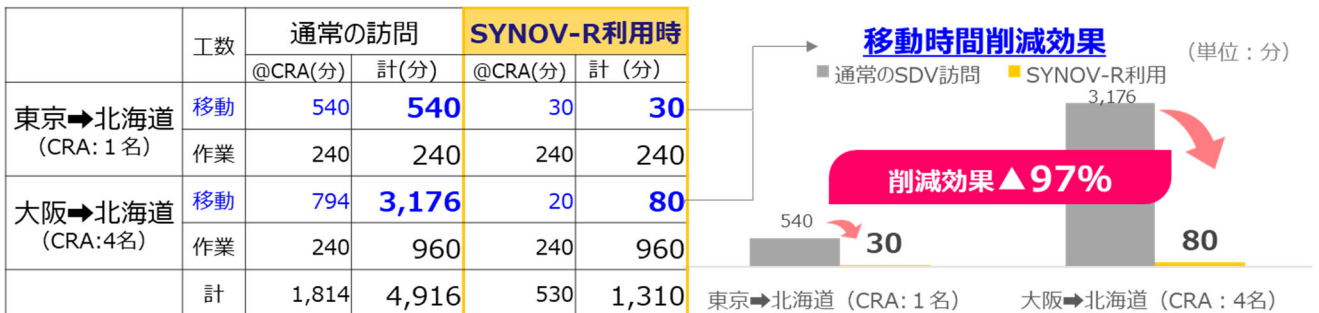 工数 通常の訪問 SYNOV-R利用時
@CRA(分) 計(分) @CRA(分) 計（分）
東京➡北海道
（CRA:１名）
移動 540 540 30 30
作業 240 240 240 240
大阪➡北海道
（CRA:4名）
移動 794 3,176 20 80
作業 240 960 240 960
計 1,814 4,916 530 1,310
移動時間削減効果
（単位：分）
通常のSDV訪問 SYNOV-R利用
3,176
削減効果▲97%
540
30
80
東京➡北海道（CRA:１名）
大阪➡北海道（CRA：4名）